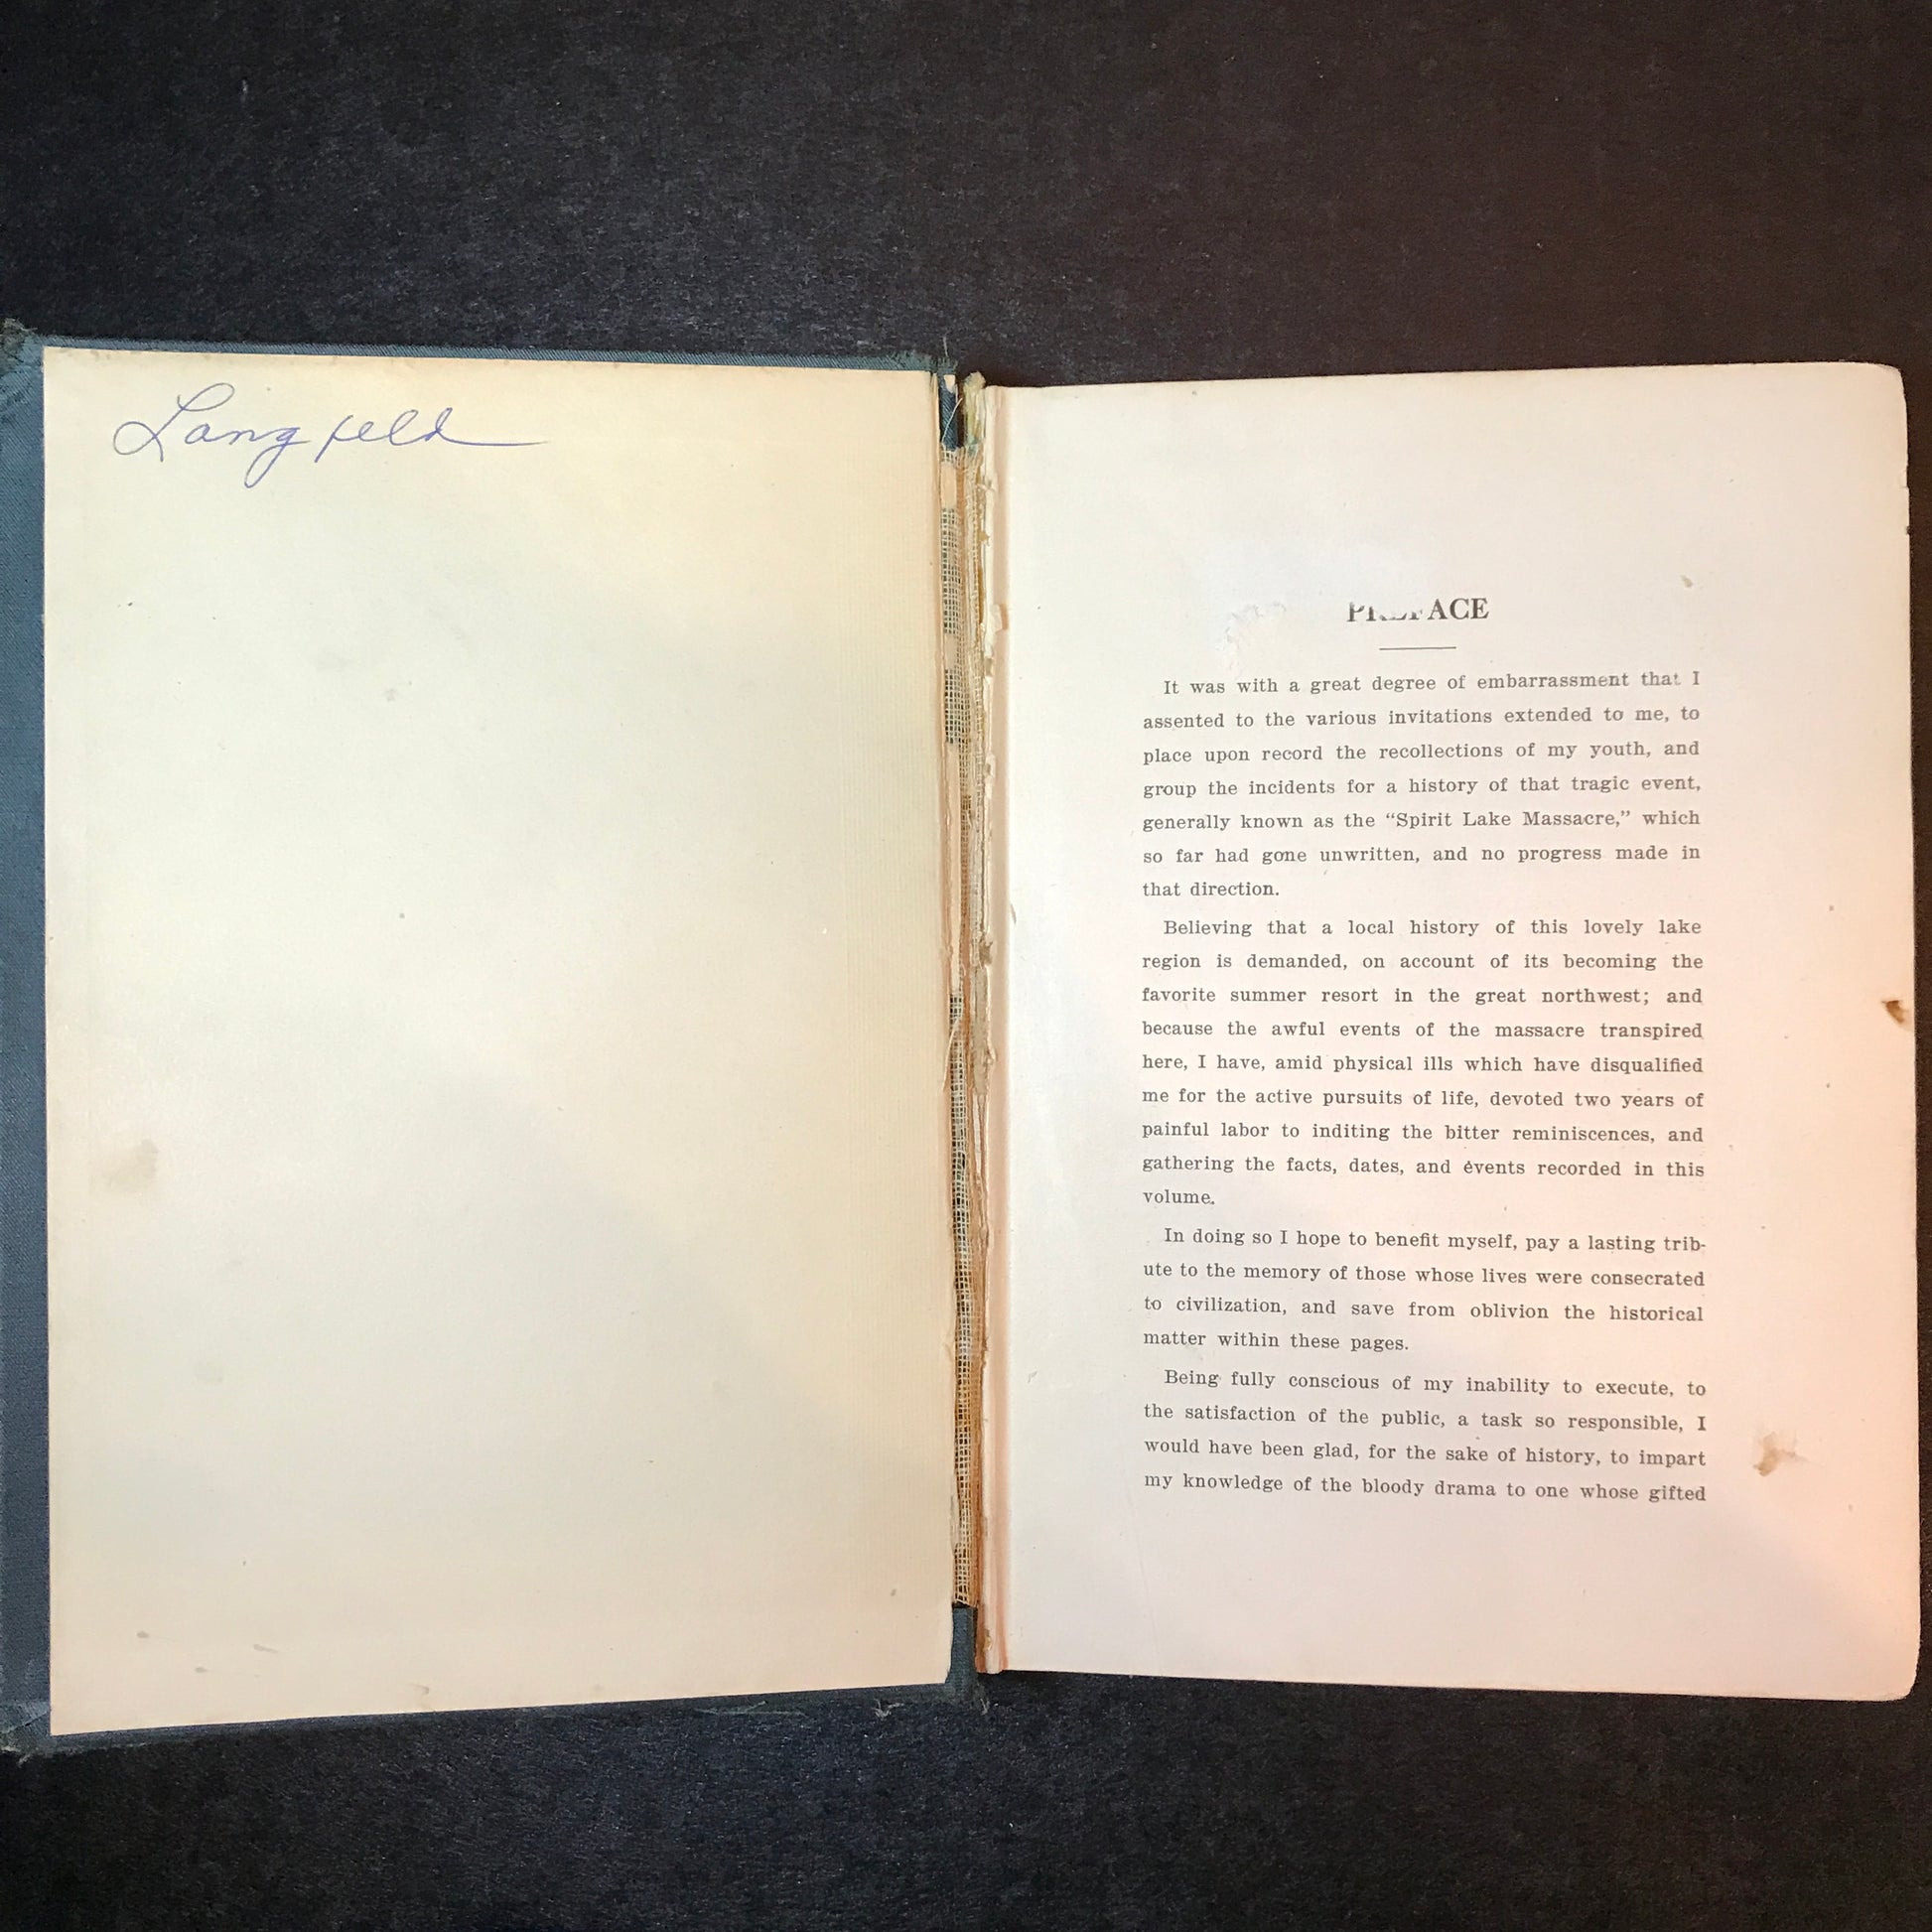 Langfeld
PREFACE
It was with a great degree of embarrassment that I
assented to the various invitations extended to me, to
place upon record the recollections of my youth, and
group the incidents for a history of that tragic event,
generally known as the “Spirit Lake Massacre,” which
so far had gone unwritten, and no progress made in
that direction.
Believing that a local history of this lovely lake
region is demanded, on account of its becoming the
favorite summer resort in the great northwest; and
because the awful events of the massacre transpired
here, I have, amid physical ills which have disqualified
me for the active pursuits of life, devoted two years of
painful labor to inditing the bitter reminiscences, and
gathering the facts, dates, and events recorded in this
volume.
In doing so I hope to benefit myself, pay a lasting trib-
ute to the memory of those whose lives were consecrated
to civilization, and save from oblivion the historical
matter within these pages.
Being fully conscious of my inability to execute, to
the satisfaction of the public, a task so responsible, I
would have been glad, for the sake of history, to impart
my knowledge of the bloody drama to one whose gifted